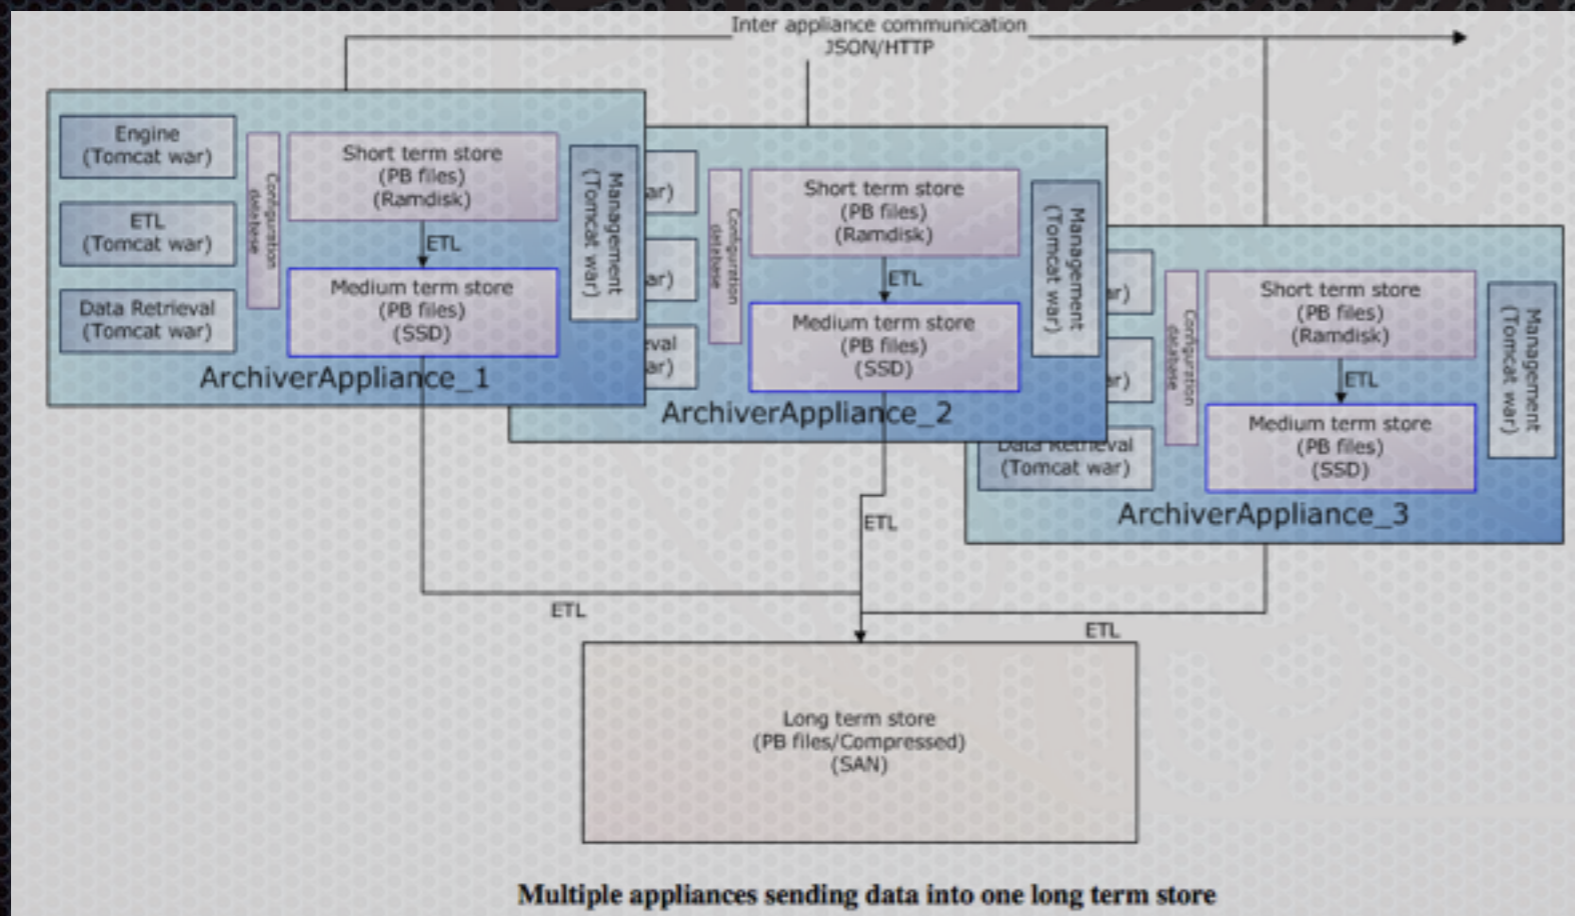 Inter appliance communication
JSON/HTTP
Engine
(Tomcat war)
ETL
(Tomcat war)
Data Retrieval
(Tomcat war)
Configuration
database
Short term store
(PB files)
(Ramdisk)
ETL
Medium term store
(PB files)
(SSD)
Management
(Tomcat war)
ArchiverAppliance_1
ar)
ar)
eval
ar)
Configuration
database
Short term store
(PB files)
(Ramdisk)
ETL
Medium term store
(PB files)
(SSD)
Management
(Tomcat war)
ArchiverAppliance_2
ar)
ar)
Data Retrieval
(Tomcat war)
Configuration
database
Short term store
(PB files)
(Ramdisk)
ETL
Medium term store
(PB files)
(SSD)
Management
(Tomcat war)
ArchiverAppliance_3
ETL
ETL
ETL
Long term store
(PB files/Compressed)
(SAN)
Multiple appliances sending data into one long term store